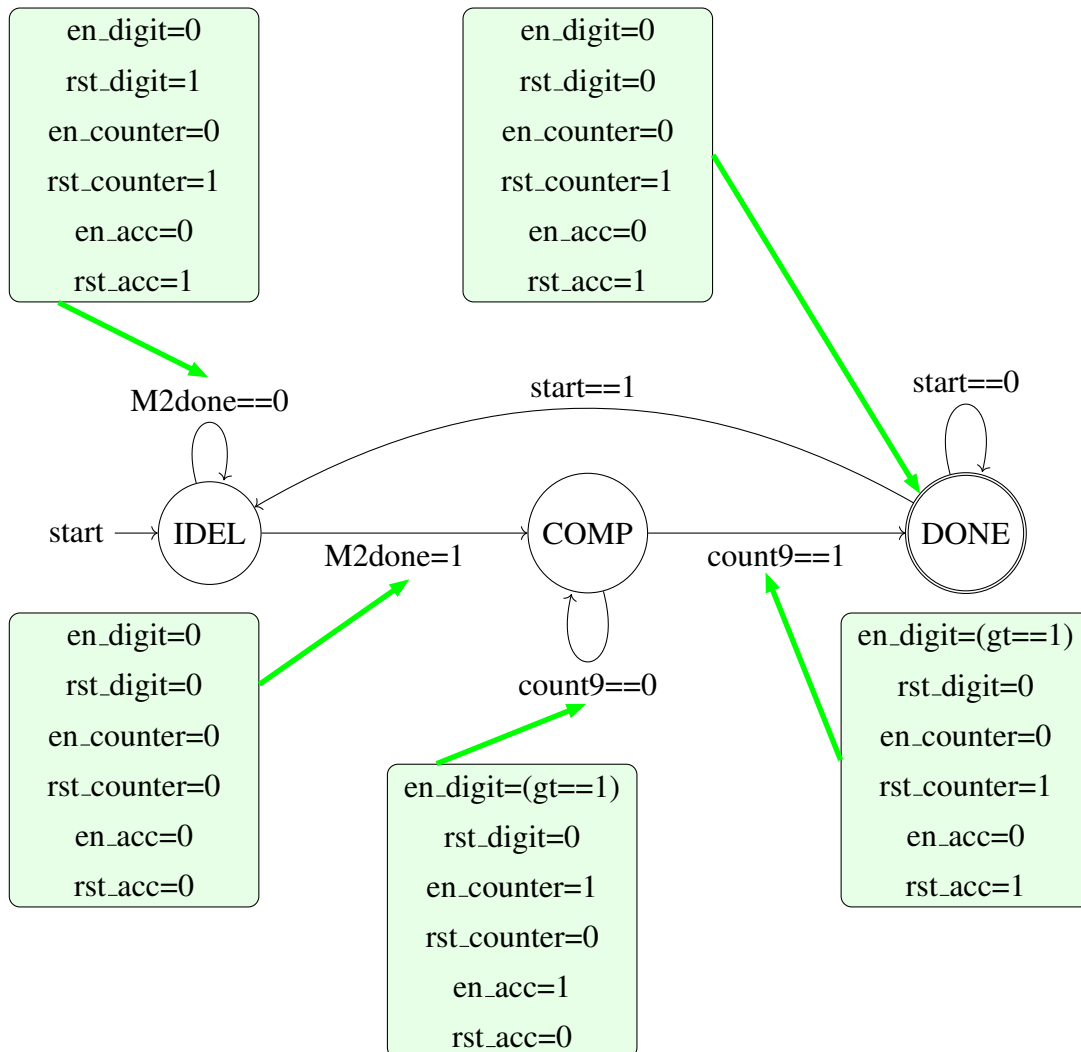 en_digit=0
rst_digit=1
en_counter=0
rst_counter=1
en_acc=0
rst_acc=1
en_digit=0
rst_digit=0
en_counter=0
rst_counter=1
en_acc=0
rst_acc=1
M2done==0
start==1
start==0
start
IDEL
COMP
DONE
M2done=1
count9==1
count9==0
en_digit=0
rst_digit=0
en_counter=0
rst_counter=0
en_acc=0
rst_acc=0
en_digit=(gt==1)
rst_digit=0
en_counter=1
rst_counter=0
en_acc=1
rst_acc=0
en_digit=(gt==1)
rst_digit=0
en_counter=0
rst_counter=1
en_acc=0
rst_acc=1